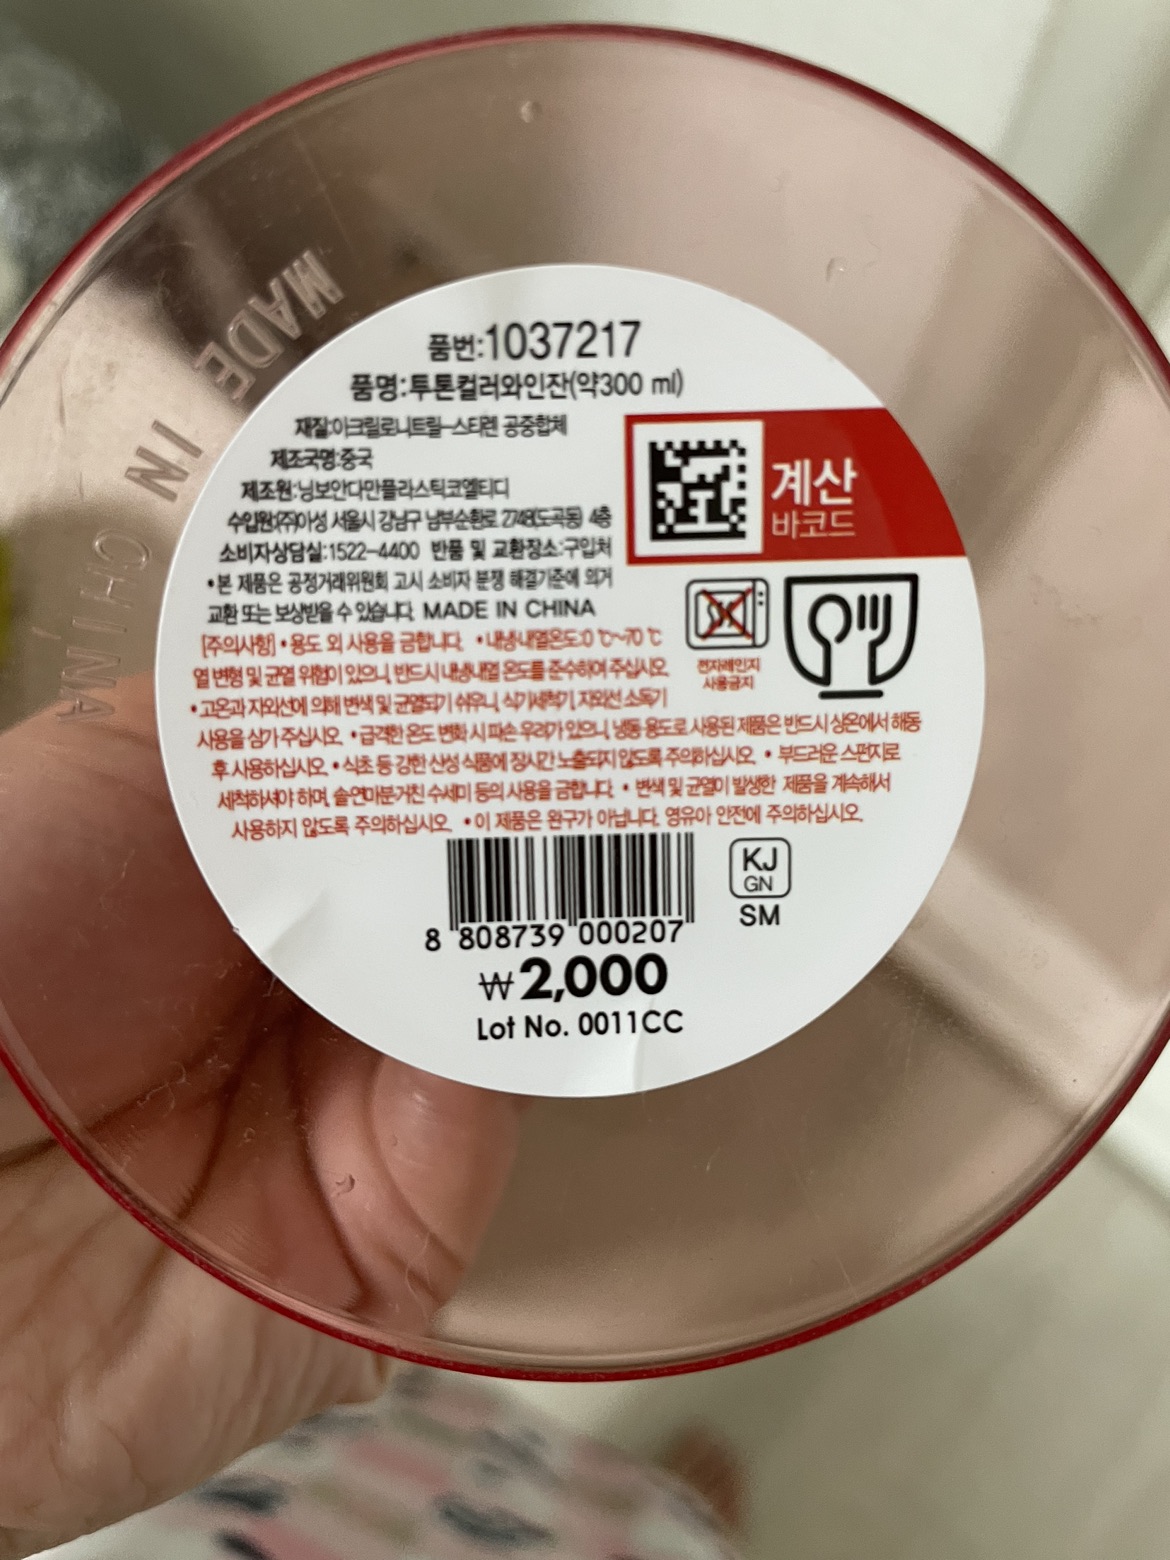 MADE IN CHINA
품번:1037217
품명:투톤컬러와인잔(약300 ml)
재질:아크릴로니트릴-스티렌 공중합체
제조국명:중국
제조원:닝보안다만플라스틱코엘티디
수입원:(주)아성 서울시 강남구 남부순환로 2748(도곡동) 4층
소비자상담실:1522-4400 반품 및 교환장소:구입처
•본 제품은 공정거래위원회 고시 소비자 분쟁 해결기준에 의거
교환 또는 보상받을 수 있습니다. MADE IN CHINA
계산
바코드
전자레인지
사용금지
[주의사항] •용도 외 사용을 금합니다. •내냉·내열온도:0 ℃~70 ℃
열 변형 및 균열 위험이 있으니, 반드시 내냉·내열 온도를 준수하여 주십시오.
•고온과 자외선에 의해 변색 및 균열되기 쉬우니, 식기세척기, 자외선 소독기
사용을 삼가 주십시오. •급격한 온도 변화 시 파손 우려가 있으니, 냉동 용도로 사용된 제품은 반드시 상온에서 해동
후 사용하십시오. •식초 등 강한 산성 식품에 장시간 노출되지 않도록 주의하십시오. •부드러운 스펀지로
세척하셔야 하며, 솔·연마분·거친 수세미 등의 사용을 금합니다. •변색 및 균열이 발생한 제품을 계속해서
사용하지 않도록 주의하십시오. •이 제품은 완구가 아닙니다. 영유아 안전에 주의하십시오.
KJ
GN
SM
8 808739 000207
₩2,000
Lot No. 0011CC